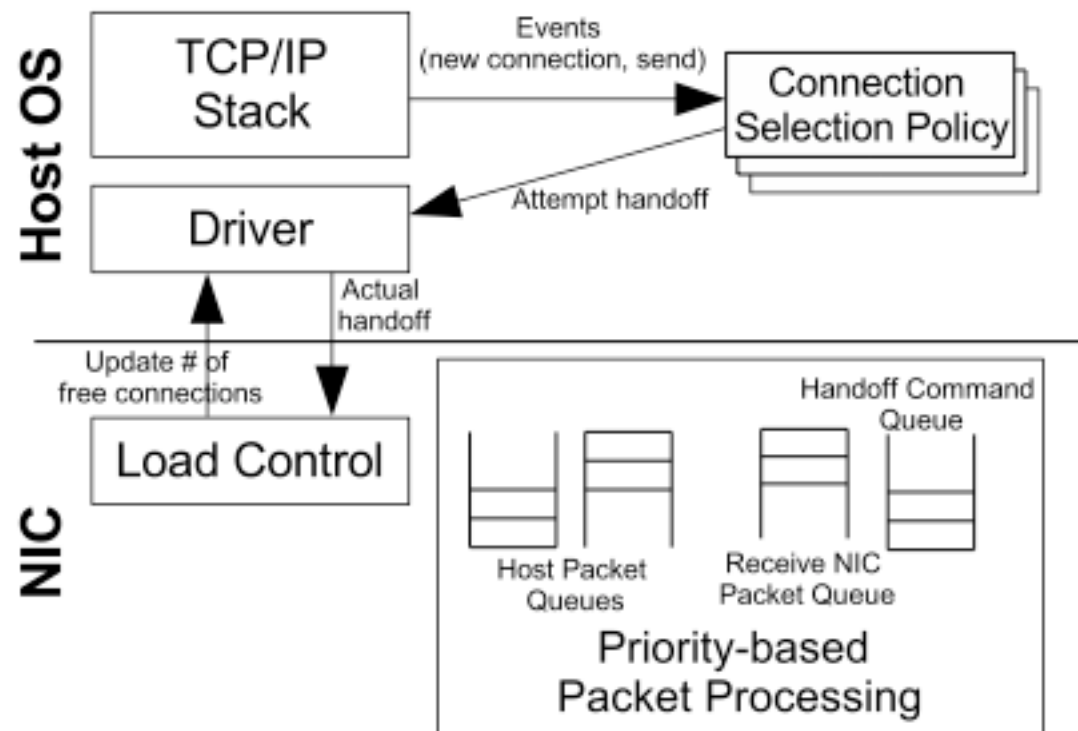 Host OS
TCP/IP
Stack
Events
(new connection, send)
Connection
Selection Policy
Attempt handoff
Driver
Actual
handoff
NIC
Update # of
free connections
Load Control
Handoff Command
Queue
Host Packet
Queues
Receive NIC
Packet Queue
Priority-based
Packet Processing